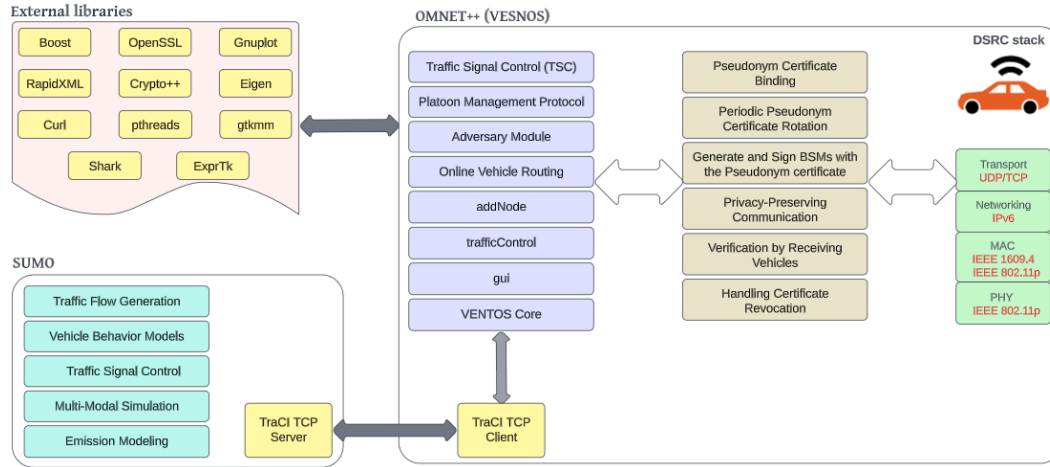 External libraries
Boost
OpenSSL
Gnuplot
RapidXML
Crypto++
Eigen
Curl
pthreads
gtkmm
Shark
ExprTk
SUMO
Traffic Flow Generation
Vehicle Behavior Models
Traffic Signal Control
Multi-Modal Simulation
Emission Modeling
TraCI TCP
Server
OMNET++ (VESNOS)
Traffic Signal Control (TSC)
Platoon Management Protocol
Adversary Module
Online Vehicle Routing
addNode
trafficControl
gui
VENTOS Core
TraCI TCP
Client
Pseudonym Certificate
Binding
Periodic Pseudonym
Certificate Rotation
Generate and Sign BSMs with
the Pseudonym certificate
Privacy-Preserving
Communication
Verification by Receiving
Vehicles
Handling Certificate
Revocation
DSRC stack
Transport
UDP/TCP
Networking
IPv6
MAC
IEEE 1609.4
IEEE 802.11p
PHY
IEEE 802.11p